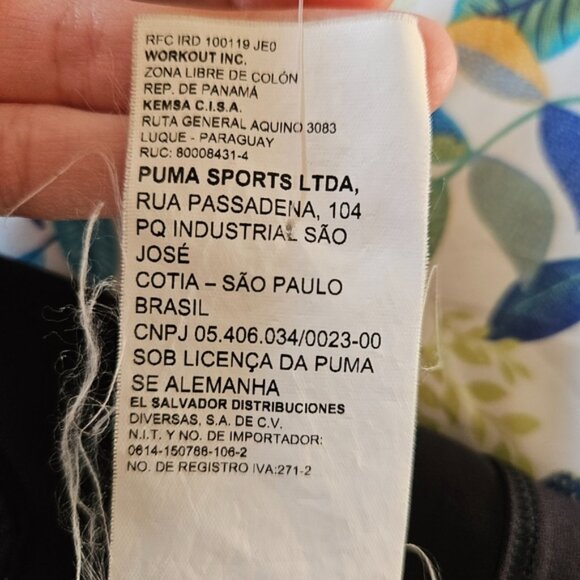 RFC IRD 100119 JE0
WORKOUT INC.
ZONA LIBRE DE COLÓN
REP. DE PANAMÁ
KEMSA C.I.S.A.
RUTA GENERAL AQUINO 3083
LUQUE - PARAGUAY
RUC: 80008431-4
PUMA SPORTS LTDA,
RUA PASSADENA, 104
PQ INDUSTRIAL SÃO
JOSÉ
COTIA – SÃO PAULO
BRASIL
CNPJ 05.406.034/0023-00
SOB LICENÇA DA PUMA
SE ALEMANHA
EL SALVADOR DISTRIBUCIONES
DIVERSAS, S.A. DE C.V.
N.I.T. Y NO. DE IMPORTADOR:
0614-150786-106-2
NO. DE REGISTRO IVA:271-2